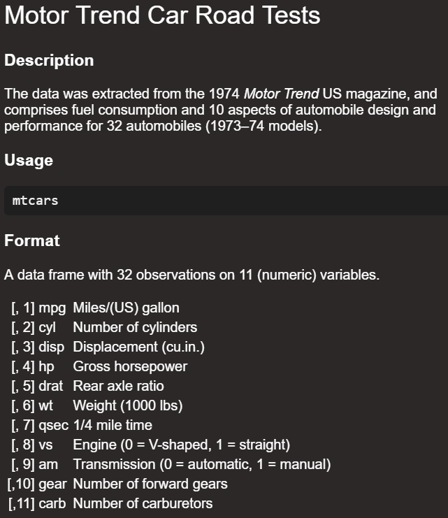 Motor Trend Car Road Tests
Description
The data was extracted from the 1974 Motor Trend US magazine, and
comprises fuel consumption and 10 aspects of automobile design and
performance for 32 automobiles (1973–74 models).
Usage
mtcars
Format
A data frame with 32 observations on 11 (numeric) variables.
[, 1] mpg Miles/(US) gallon
[, 2] cyl Number of cylinders
[, 3] disp Displacement (cu.in.)
[, 4] hp Gross horsepower
[, 5] drat Rear axle ratio
[, 6] wt Weight (1000 lbs)
[, 7] qsec 1/4 mile time
[, 8] vs Engine (0 = V-shaped, 1 = straight)
[, 9] am Transmission (0 = automatic, 1 = manual)
[,10] gear Number of forward gears
[,11] carb Number of carburetors